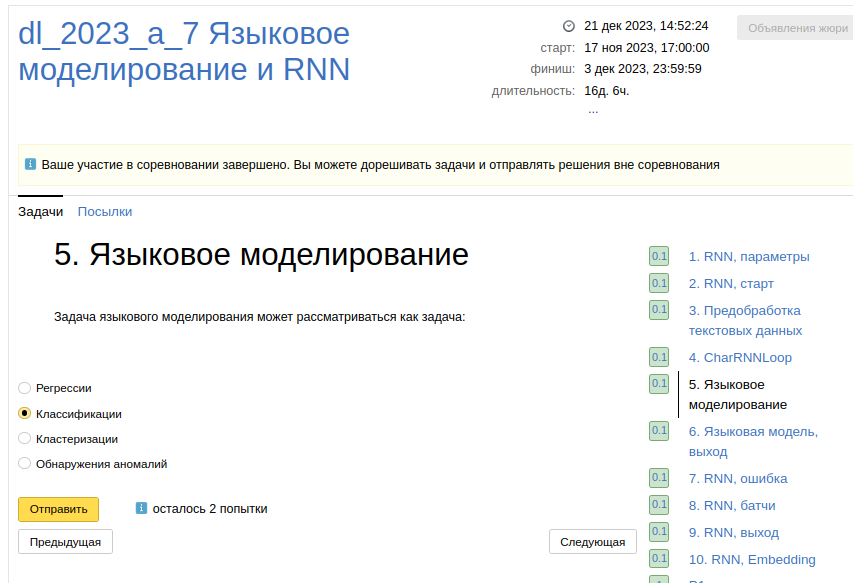 dl_2023_a_7 Языковое
моделирование и RNN
21 дек 2023, 14:52:24
старт: 17 ноя 2023, 17:00:00
финиш: 3 дек 2023, 23:59:59
длительность: 16д. 6ч.
...
Объявления жюри
Ваше участие в соревновании завершено. Вы можете дорешивать задачи и отправлять решения вне соревнования
Задачи Посылки
5. Языковое моделирование
Задача языкового моделирования может рассматриваться как задача:
Регрессии
Классификации
Кластеризации
Обнаружения аномалий
Отправить
осталось 2 попытки
Предыдущая
Следующая
0.1 1. RNN, параметры
0.1 2. RNN, старт
0.1 3. Предобработка
текстовых данных
0.1 4. CharRNNLoop
0.1 5. Языковое
моделирование
0.1 6. Языковая модель,
выход
0.1 7. RNN, ошибка
0.1 8. RNN, батчи
0.1 9. RNN, выход
0.1 10. RNN, Embedding